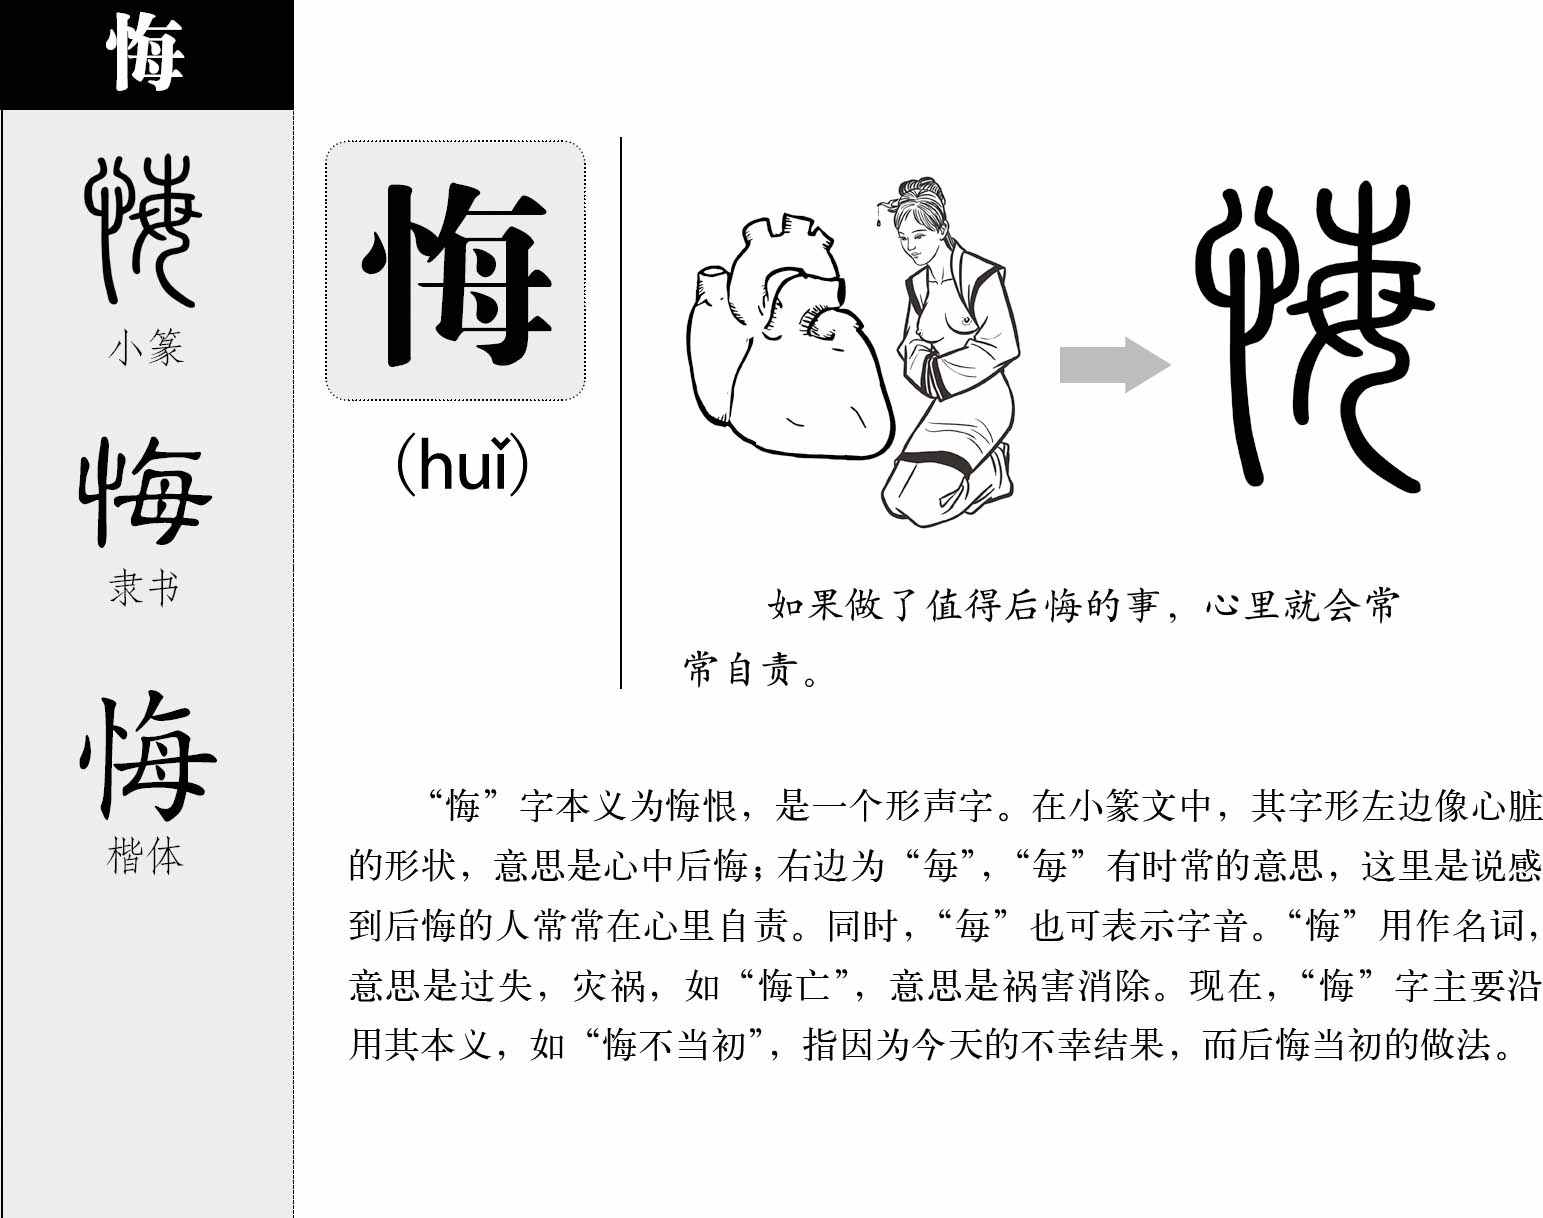 悔
小篆
隶书
楷体
悔
（huǐ）
如果做了值得后悔的事，心里就会常
常自责。
“悔”字本义为悔恨，是一个形声字。在小篆文中，其字形左边像心脏
的形状，意思是心中后悔；右边为“每”，“每”有时常的意思，这里是说感
到后悔的人常常在心里自责。同时，“每”也可表示字音。“悔”用作名词，
意思是过失，灾祸，如“悔亡”，意思是祸害消除。现在，“悔”字主要沿
用其本义，如“悔不当初”，指因为今天的不幸结果，而后悔当初的做法。
悔
悔
悔
悔